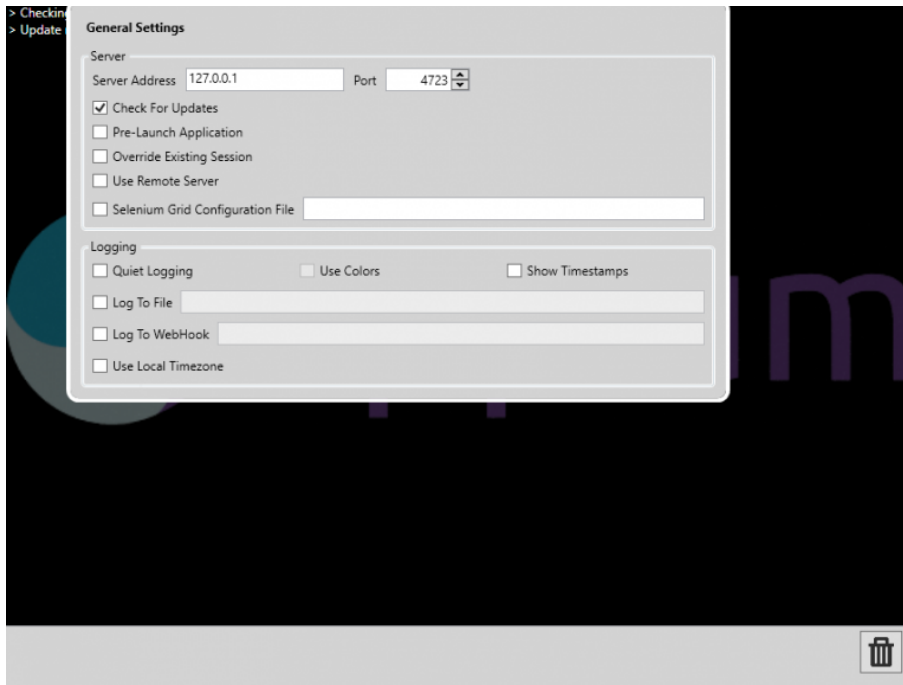 > Checking
> Update
General Settings
Server
Server Address 127.0.0.1 Port 4723
Check For Updates
Pre-Launch Application
Override Existing Session
Use Remote Server
Selenium Grid Configuration File
Logging
Quiet Logging Use Colors Show Timestamps
Log To File
Log To WebHook
Use Local Timezone